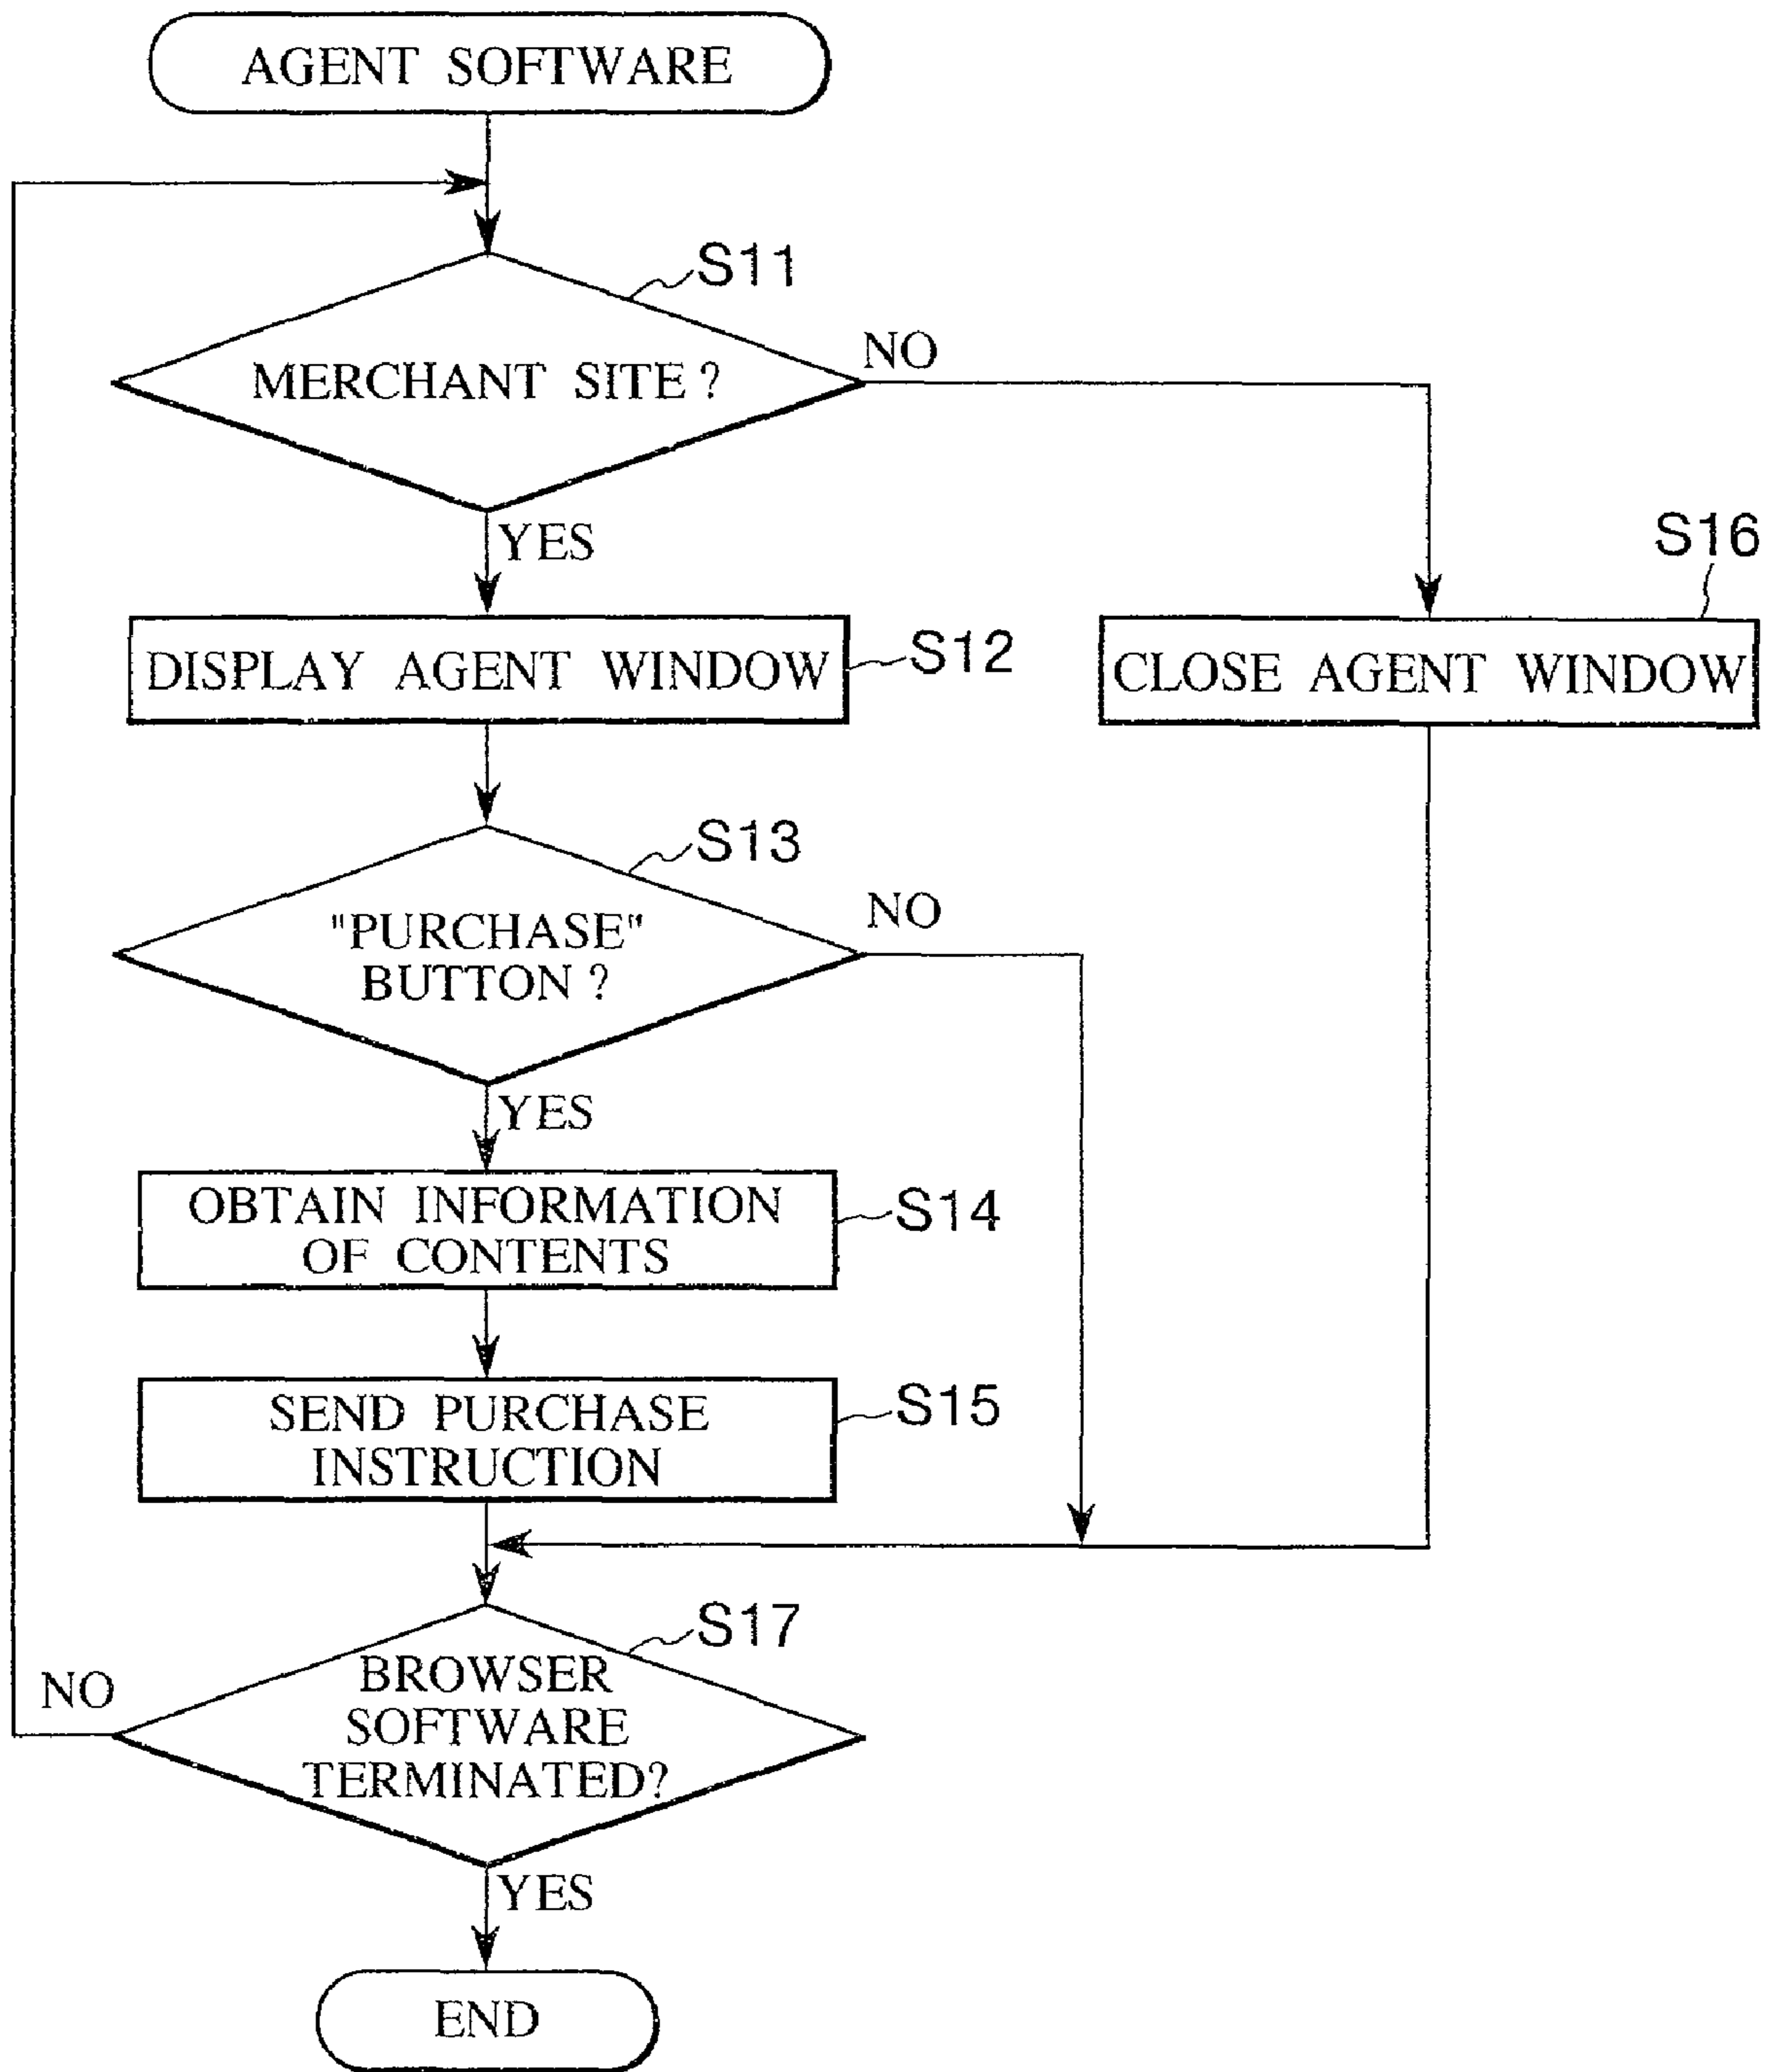 AGENT SOFTWARE
S11
MERCHANT SITE?
NO
YES
S16
DISPLAY AGENT WINDOW
S12
CLOSE AGENT WINDOW
S13
"PURCHASE"
BUTTON?
NO
YES
OBTAIN INFORMATION
OF CONTENTS
S14
SEND PURCHASE
INSTRUCTION
S15
S17
BROWSER
SOFTWARE
TERMINATED?
NO
YES
END